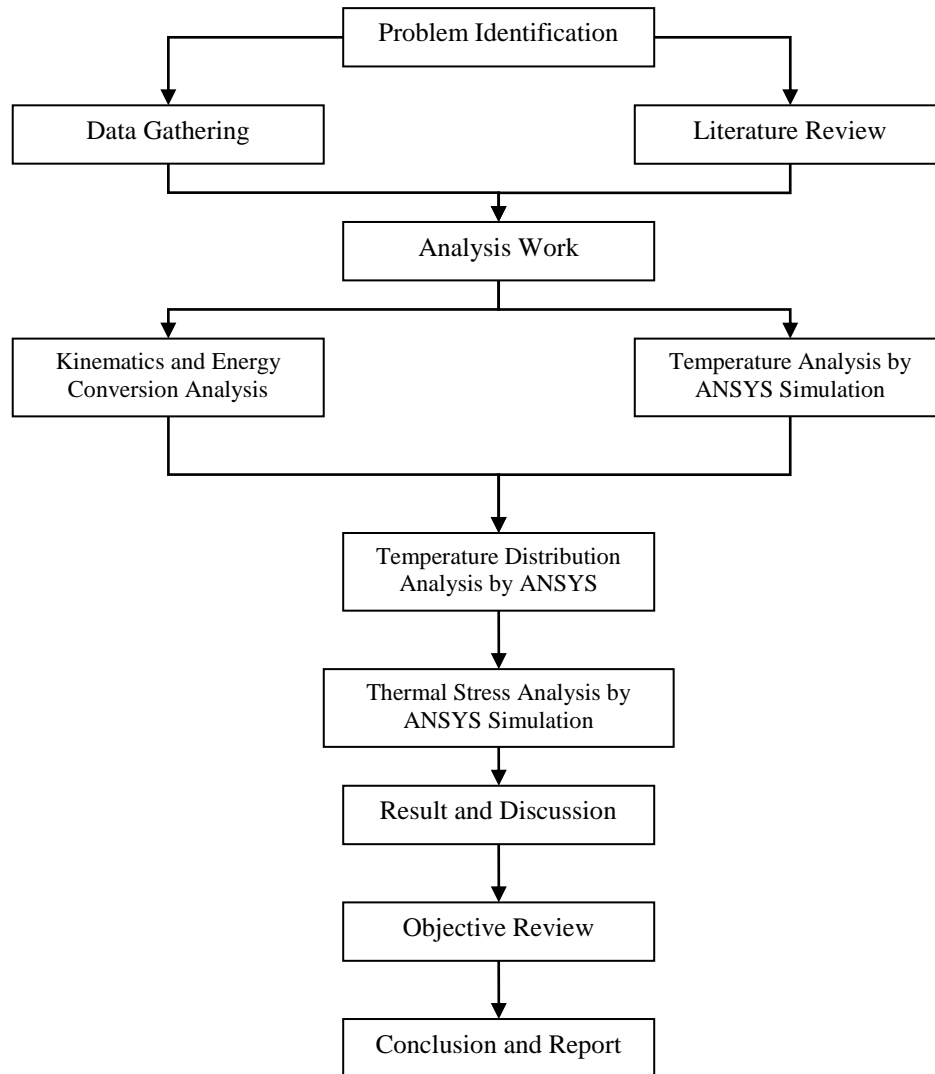 Problem Identification
Data Gathering
Literature Review
Analysis Work
Kinematics and Energy
Conversion Analysis
Temperature Analysis by
ANSYS Simulation
Temperature Distribution
Analysis by ANSYS
Thermal Stress Analysis by
ANSYS Simulation
Result and Discussion
Objective Review
Conclusion and Report